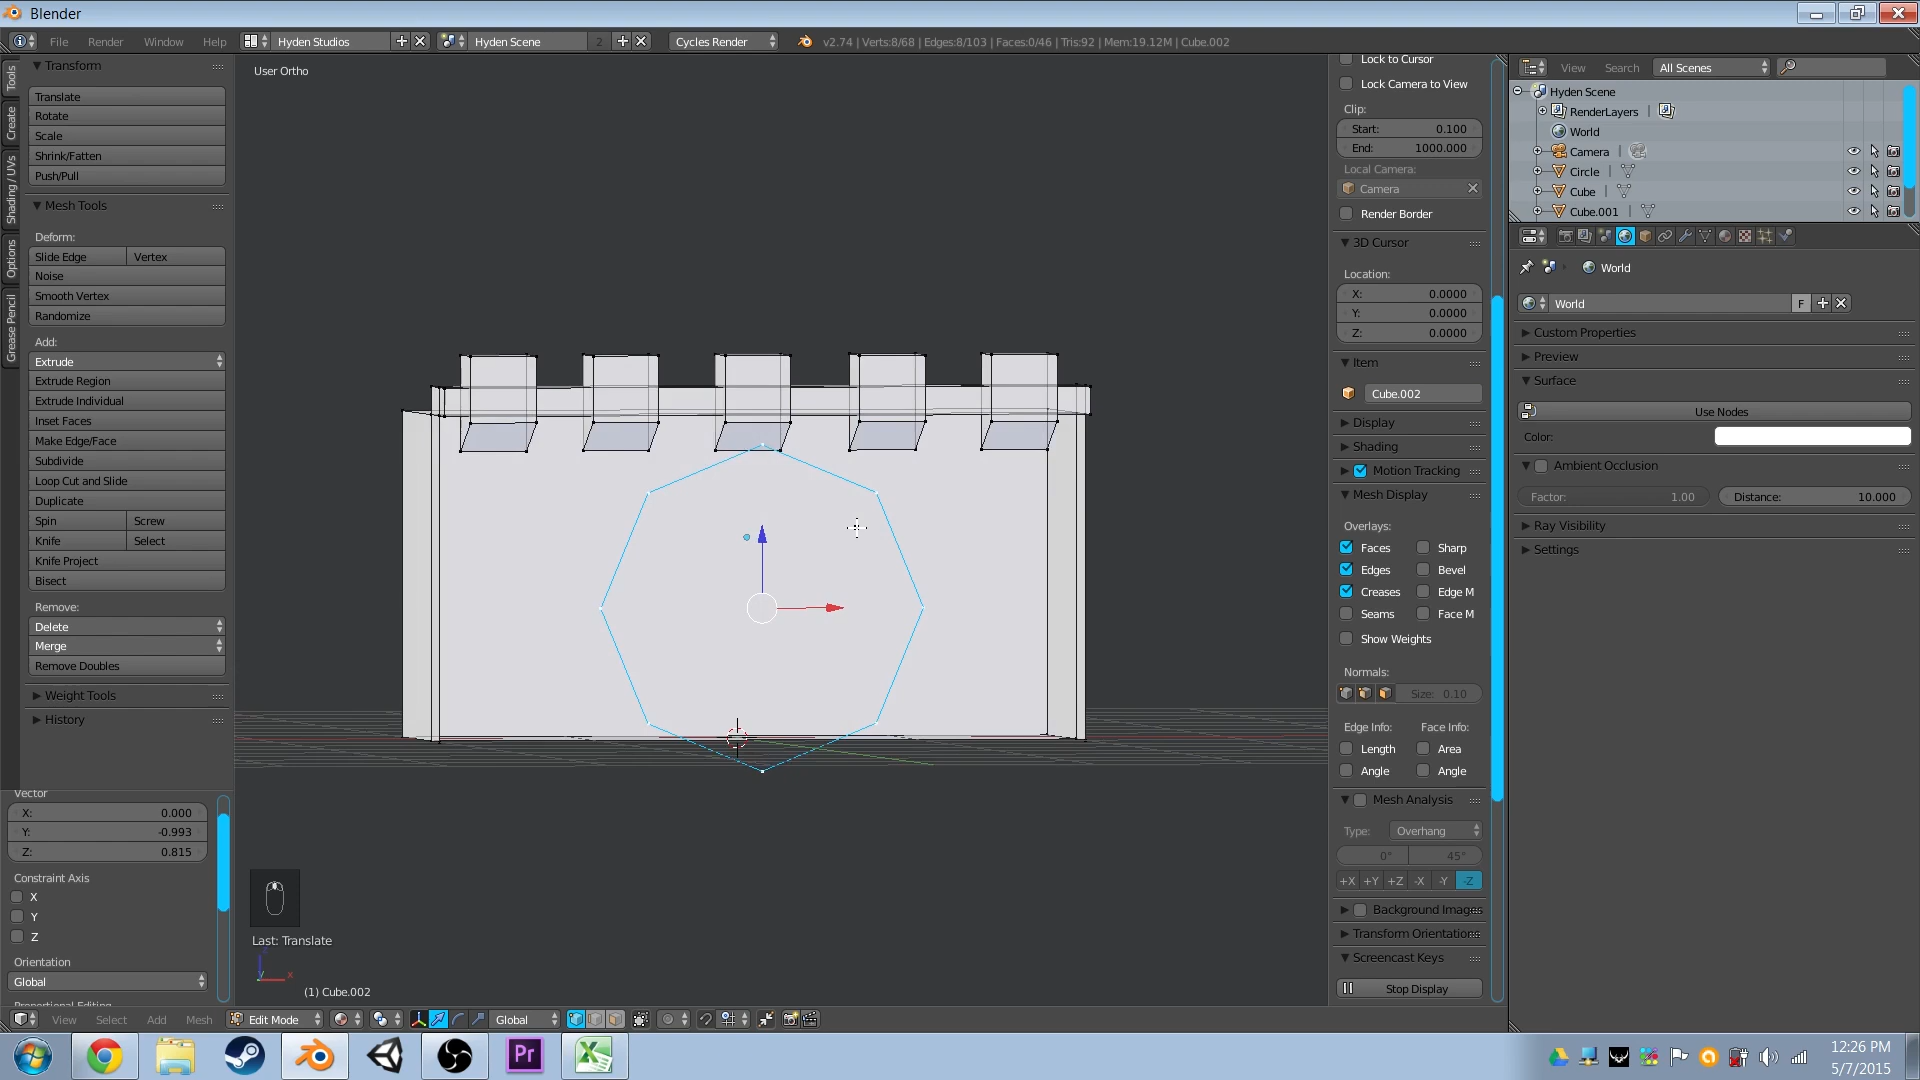 Blender
File Render Window Help
Hyden Studios
Hyden Scene 2
Cycles Render
v2.74 | Verts:8/68 | Edges:8/103 | Faces:0/46 | Tris:92 | Mem:19.12M | Cube.002
Tools
Create
Shading / UVs
Options
Grease Pencil
Transform
Translate
Rotate
Scale
Shrink/Fatten
Push/Pull
Mesh Tools
Deform:
Slide Edge Vertex
Noise
Smooth Vertex
Randomize
Add:
Extrude
Extrude Region
Extrude Individual
Inset Faces
Make Edge/Face
Subdivide
Loop Cut and Slide
Duplicate
Spin Screw
Knife Select
Knife Project
Bisect
Remove:
Delete
Merge
Remove Doubles
Weight Tools
History
Vector
X: 0.000
Y: -0.993
Z: 0.815
Constraint Axis
X
Y
Z
Orientation
Global
Proportional Editing
User Ortho
Last: Translate
(1) Cube.002
View Select Add Mesh Edit Mode Global
Lock to Cursor
Lock Camera to View
Clip:
Start: 0.100
End: 1000.000
Local Camera:
Camera
Render Border
3D Cursor
Location:
X: 0.0000
Y: 0.0000
Z: 0.0000
Item
Cube.002
Display
Shading
Motion Tracking
Mesh Display
Overlays:
Faces Sharp
Edges Bevel
Creases Edge M
Seams Face M
Show Weights
Normals:
Size: 0.10
Edge Info: Face Info:
Length Area
Angle Angle
Mesh Analysis
Type: Overhang
0° 45°
+X +Y +Z -X -Y -Z
Background Images
Transform Orientations
Screencast Keys
Stop Display
View Search All Scenes
Hyden Scene
RenderLayers
World
Camera
Circle
Cube
Cube.001
World
World F
Custom Properties
Preview
Surface
Use Nodes
Color:
Ambient Occlusion
Factor: 1.00 Distance: 10.000
Ray Visibility
Settings
Pr
12:26 PM
5/7/2015